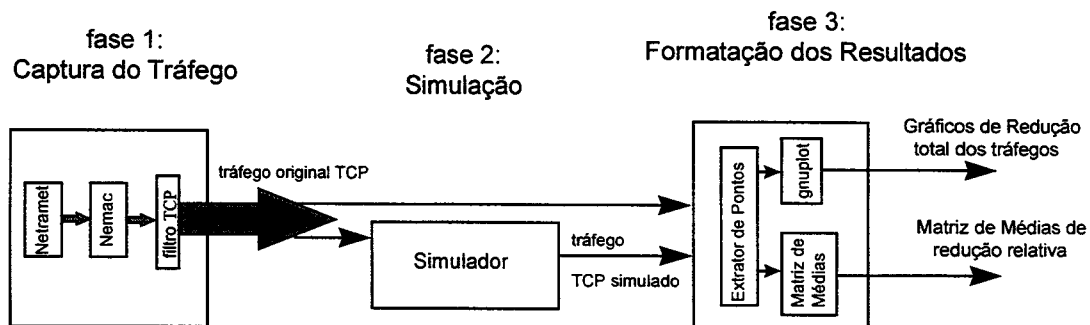 fase 1:
Captura do Tráfego
fase 2:
Simulação
fase 3:
Formatação dos Resultados
Netramet
Nemac
filtro TCP
tráfego original TCP
Simulador
tráfego
TCP simulado
Extrator de Pontos
gnuplot
Matriz de
Médias
Gráficos de Redução
total dos tráfegos
Matriz de Médias de
redução relativa